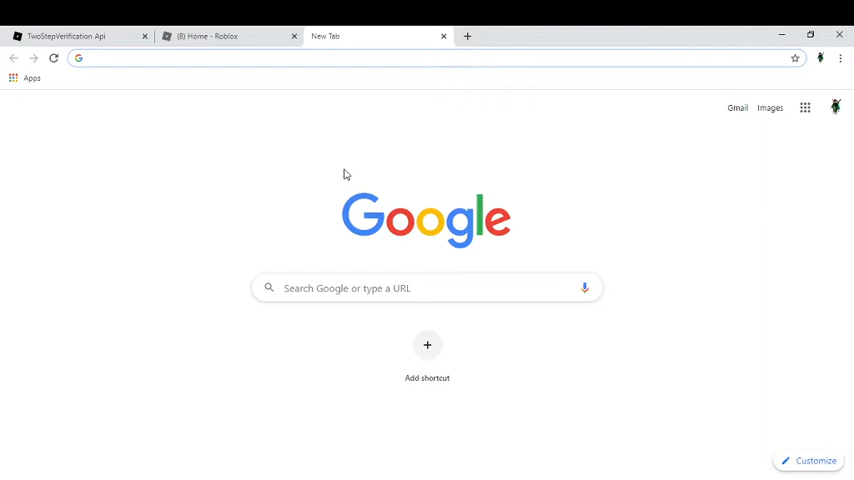 TwoStepVerification Api
(8) Home - Roblox
New Tab
Apps
Gmail Images
Google
Search Google or type a URL
Add shortcut
Customize